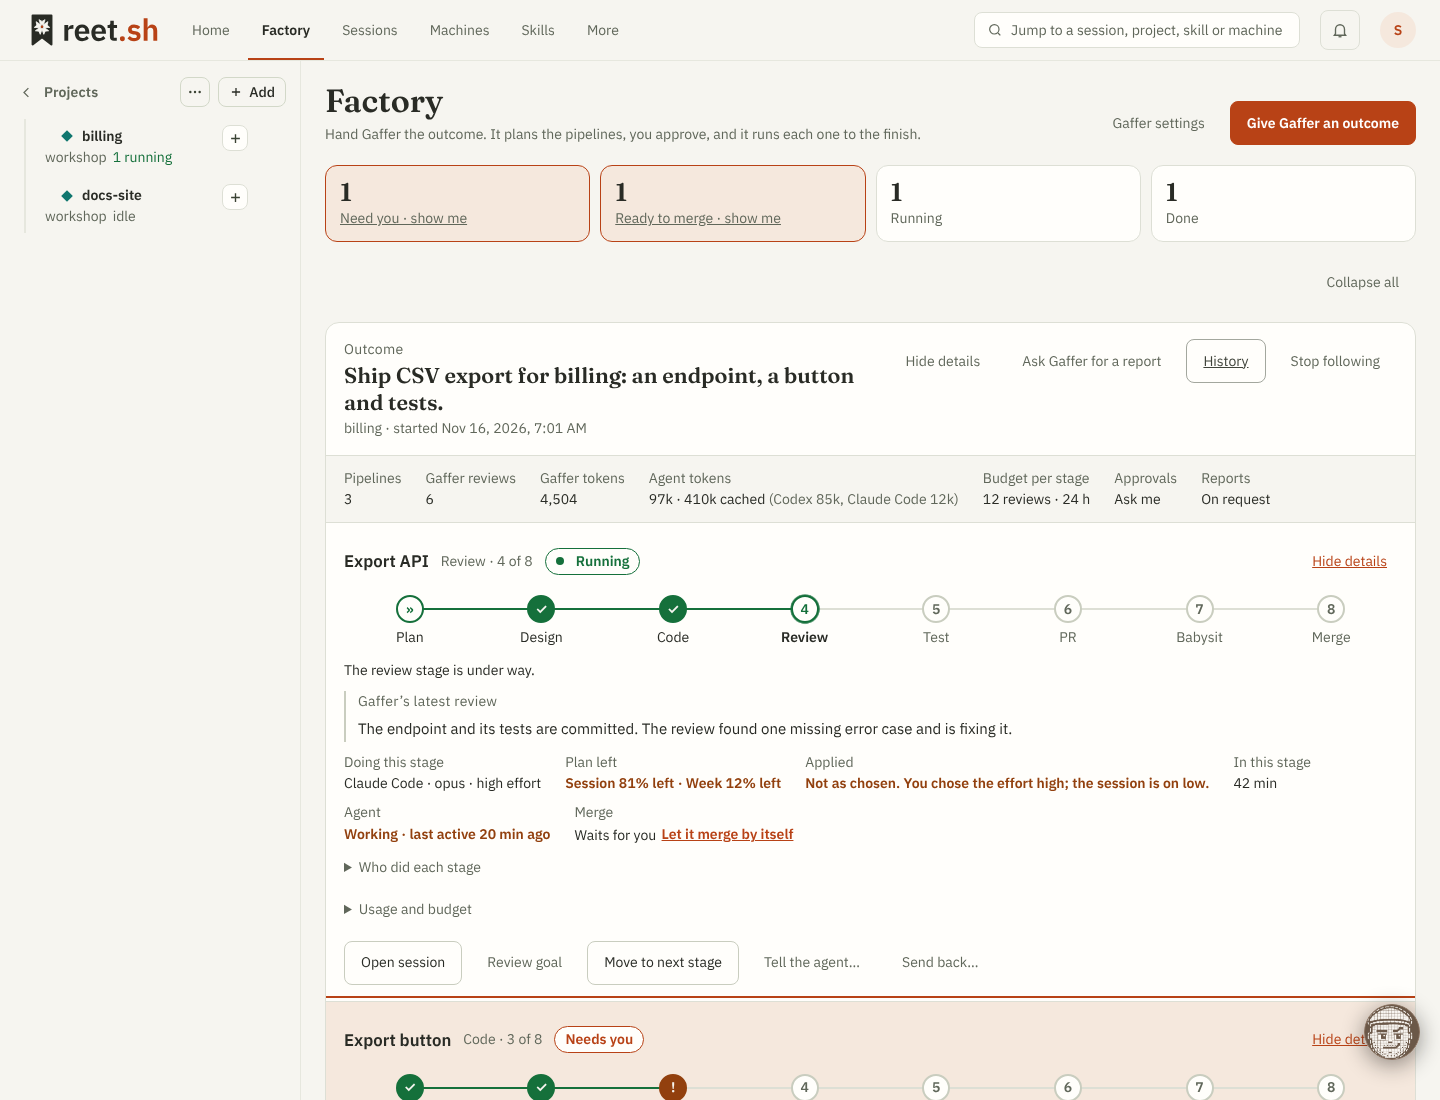 reet.sh
Home
Factory
Sessions
Machines
Skills
More
Jump to a session, project, skill or machine
S
Projects
Add
billing
workshop 1 running
docs-site
workshop idle
Factory
Hand Gaffer the outcome. It plans the pipelines, you approve, and it runs each one to the finish.
Gaffer settings
Give Gaffer an outcome
1
Need you · show me
1
Ready to merge · show me
1
Running
1
Done
Collapse all
Outcome
Ship CSV export for billing: an endpoint, a button
and tests.
billing · started Nov 16, 2026, 7:01 AM
Hide details
Ask Gaffer for a report
History
Stop following
Pipelines
3
Gaffer reviews
6
Gaffer tokens
4,504
Agent tokens
97k · 410k cached (Codex 85k, Claude Code 12k)
Budget per stage
12 reviews · 24 h
Approvals
Ask me
Reports
On request
Export API
Review · 4 of 8
Running
Hide details
»
Plan
Design
Code
4
Review
5
Test
6
PR
7
Babysit
8
Merge
The review stage is under way.
Gaffer’s latest review
The endpoint and its tests are committed. The review found one missing error case and is fixing it.
Doing this stage
Claude Code · opus · high effort
Plan left
Session 81% left · Week 12% left
Applied
Not as chosen. You chose the effort high; the session is on low.
In this stage
42 min
Agent
Working · last active 20 min ago
Merge
Waits for you Let it merge by itself
Who did each stage
Usage and budget
Open session
Review goal
Move to next stage
Tell the agent...
Send back...
Export button
Code · 3 of 8
Needs you
Hide
!
4
5
6
7
8